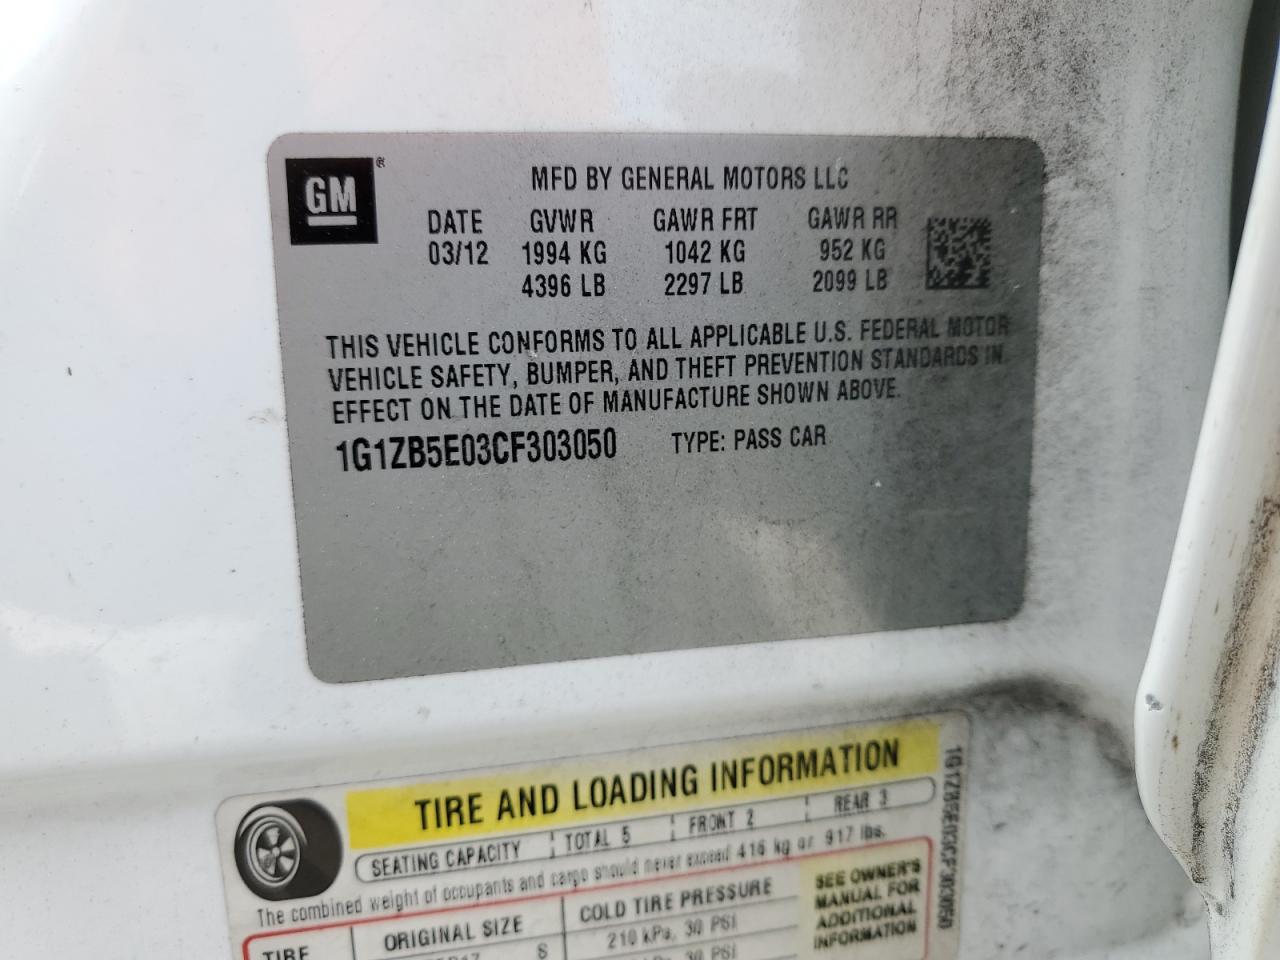 GM ®
MFD BY GENERAL MOTORS LLC
DATE GVWR GAWR FRT GAWR RR
03/12 1994 KG 1042 KG 952 KG
4396 LB 2297 LB 2099 LB
THIS VEHICLE CONFORMS TO ALL APPLICABLE U.S. FEDERAL MOTOR
VEHICLE SAFETY, BUMPER, AND THEFT PREVENTION STANDARDS IN
EFFECT ON THE DATE OF MANUFACTURE SHOWN ABOVE.
1G1ZB5E03CF303050 TYPE: PASS CAR
TIRE AND LOADING INFORMATION
SEATING CAPACITY TOTAL 5 FRONT 2 REAR 3
The combined weight of occupants and cargo should never exceed 416 kg or 917 lbs.
TIRE ORIGINAL SIZE COLD TIRE PRESSURE
S 210 kPa, 30 PSI
30 PSI
SEE OWNER'S
MANUAL FOR
ADDITIONAL
INFORMATION
1G1ZB5E03CF303050